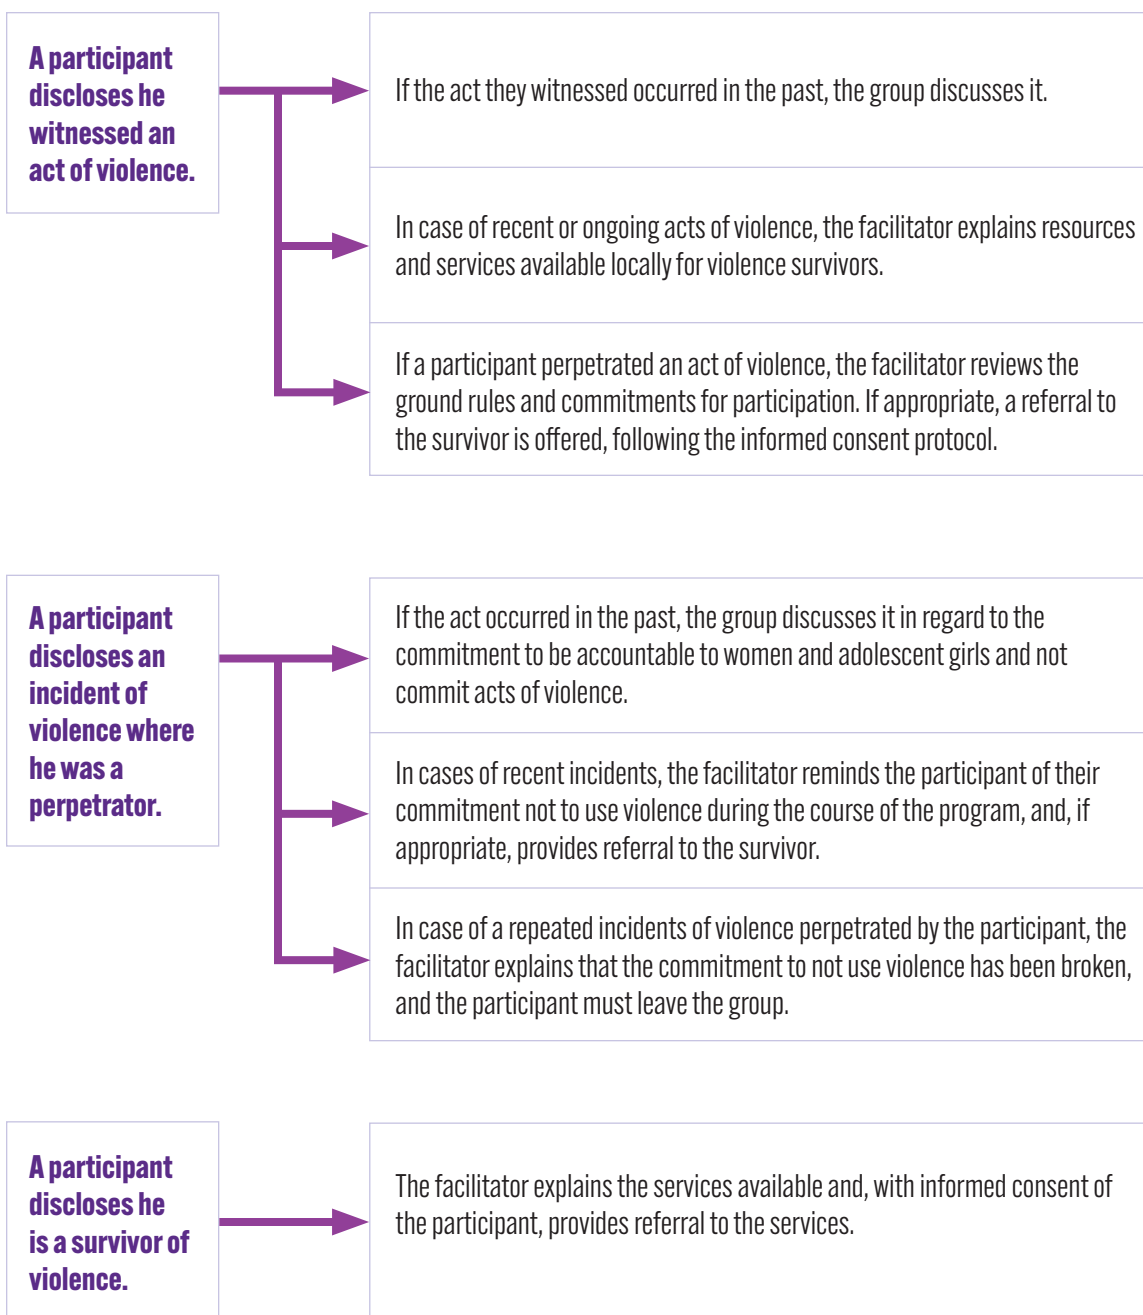 A participant
discloses he
witnessed an
act of violence.
If the act they witnessed occurred in the past, the group discusses it.
In case of recent or ongoing acts of violence, the facilitator explains resources
and services available locally for violence survivors.
If a participant perpetrated an act of violence, the facilitator reviews the
ground rules and commitments for participation. If appropriate, a referral to
the survivor is offered, following the informed consent protocol.
A participant
discloses an
incident of
violence where
he was a
perpetrator.
If the act occurred in the past, the group discusses it in regard to the
commitment to be accountable to women and adolescent girls and not
commit acts of violence.
In cases of recent incidents, the facilitator reminds the participant of their
commitment not to use violence during the course of the program, and, if
appropriate, provides referral to the survivor.
In case of a repeated incidents of violence perpetrated by the participant, the
facilitator explains that the commitment to not use violence has been broken,
and the participant must leave the group.
A participant
discloses he
is a survivor of
violence.
The facilitator explains the services available and, with informed consent of
the participant, provides referral to the services.